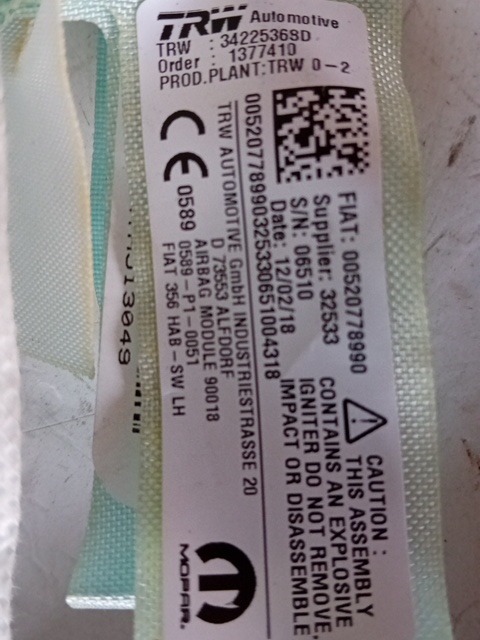 TRW Automotive
TRW : 34225368D
Order : 1377410
PROD.PLANT:TRW 0-2
FIAT: 00520778990
Supplier: 32533
S/N: 06510
Date: 12/02/18
00520778990325330651004318
CAUTION :
THIS ASSEMBLY
CONTAINS AN EXPLOSIVE
IGNITER DO NOT REMOVE
IMPACT OR DISASSEMBLE
TRW AUTOMOTIVE GmbH INDUSTRIESTRASSE 20
D 73553 ALFDORF
AIRBAG MODULE 90018
0589-P1-0051
FIAT 356 HAB-SW LH
CE 0589
MOPAR